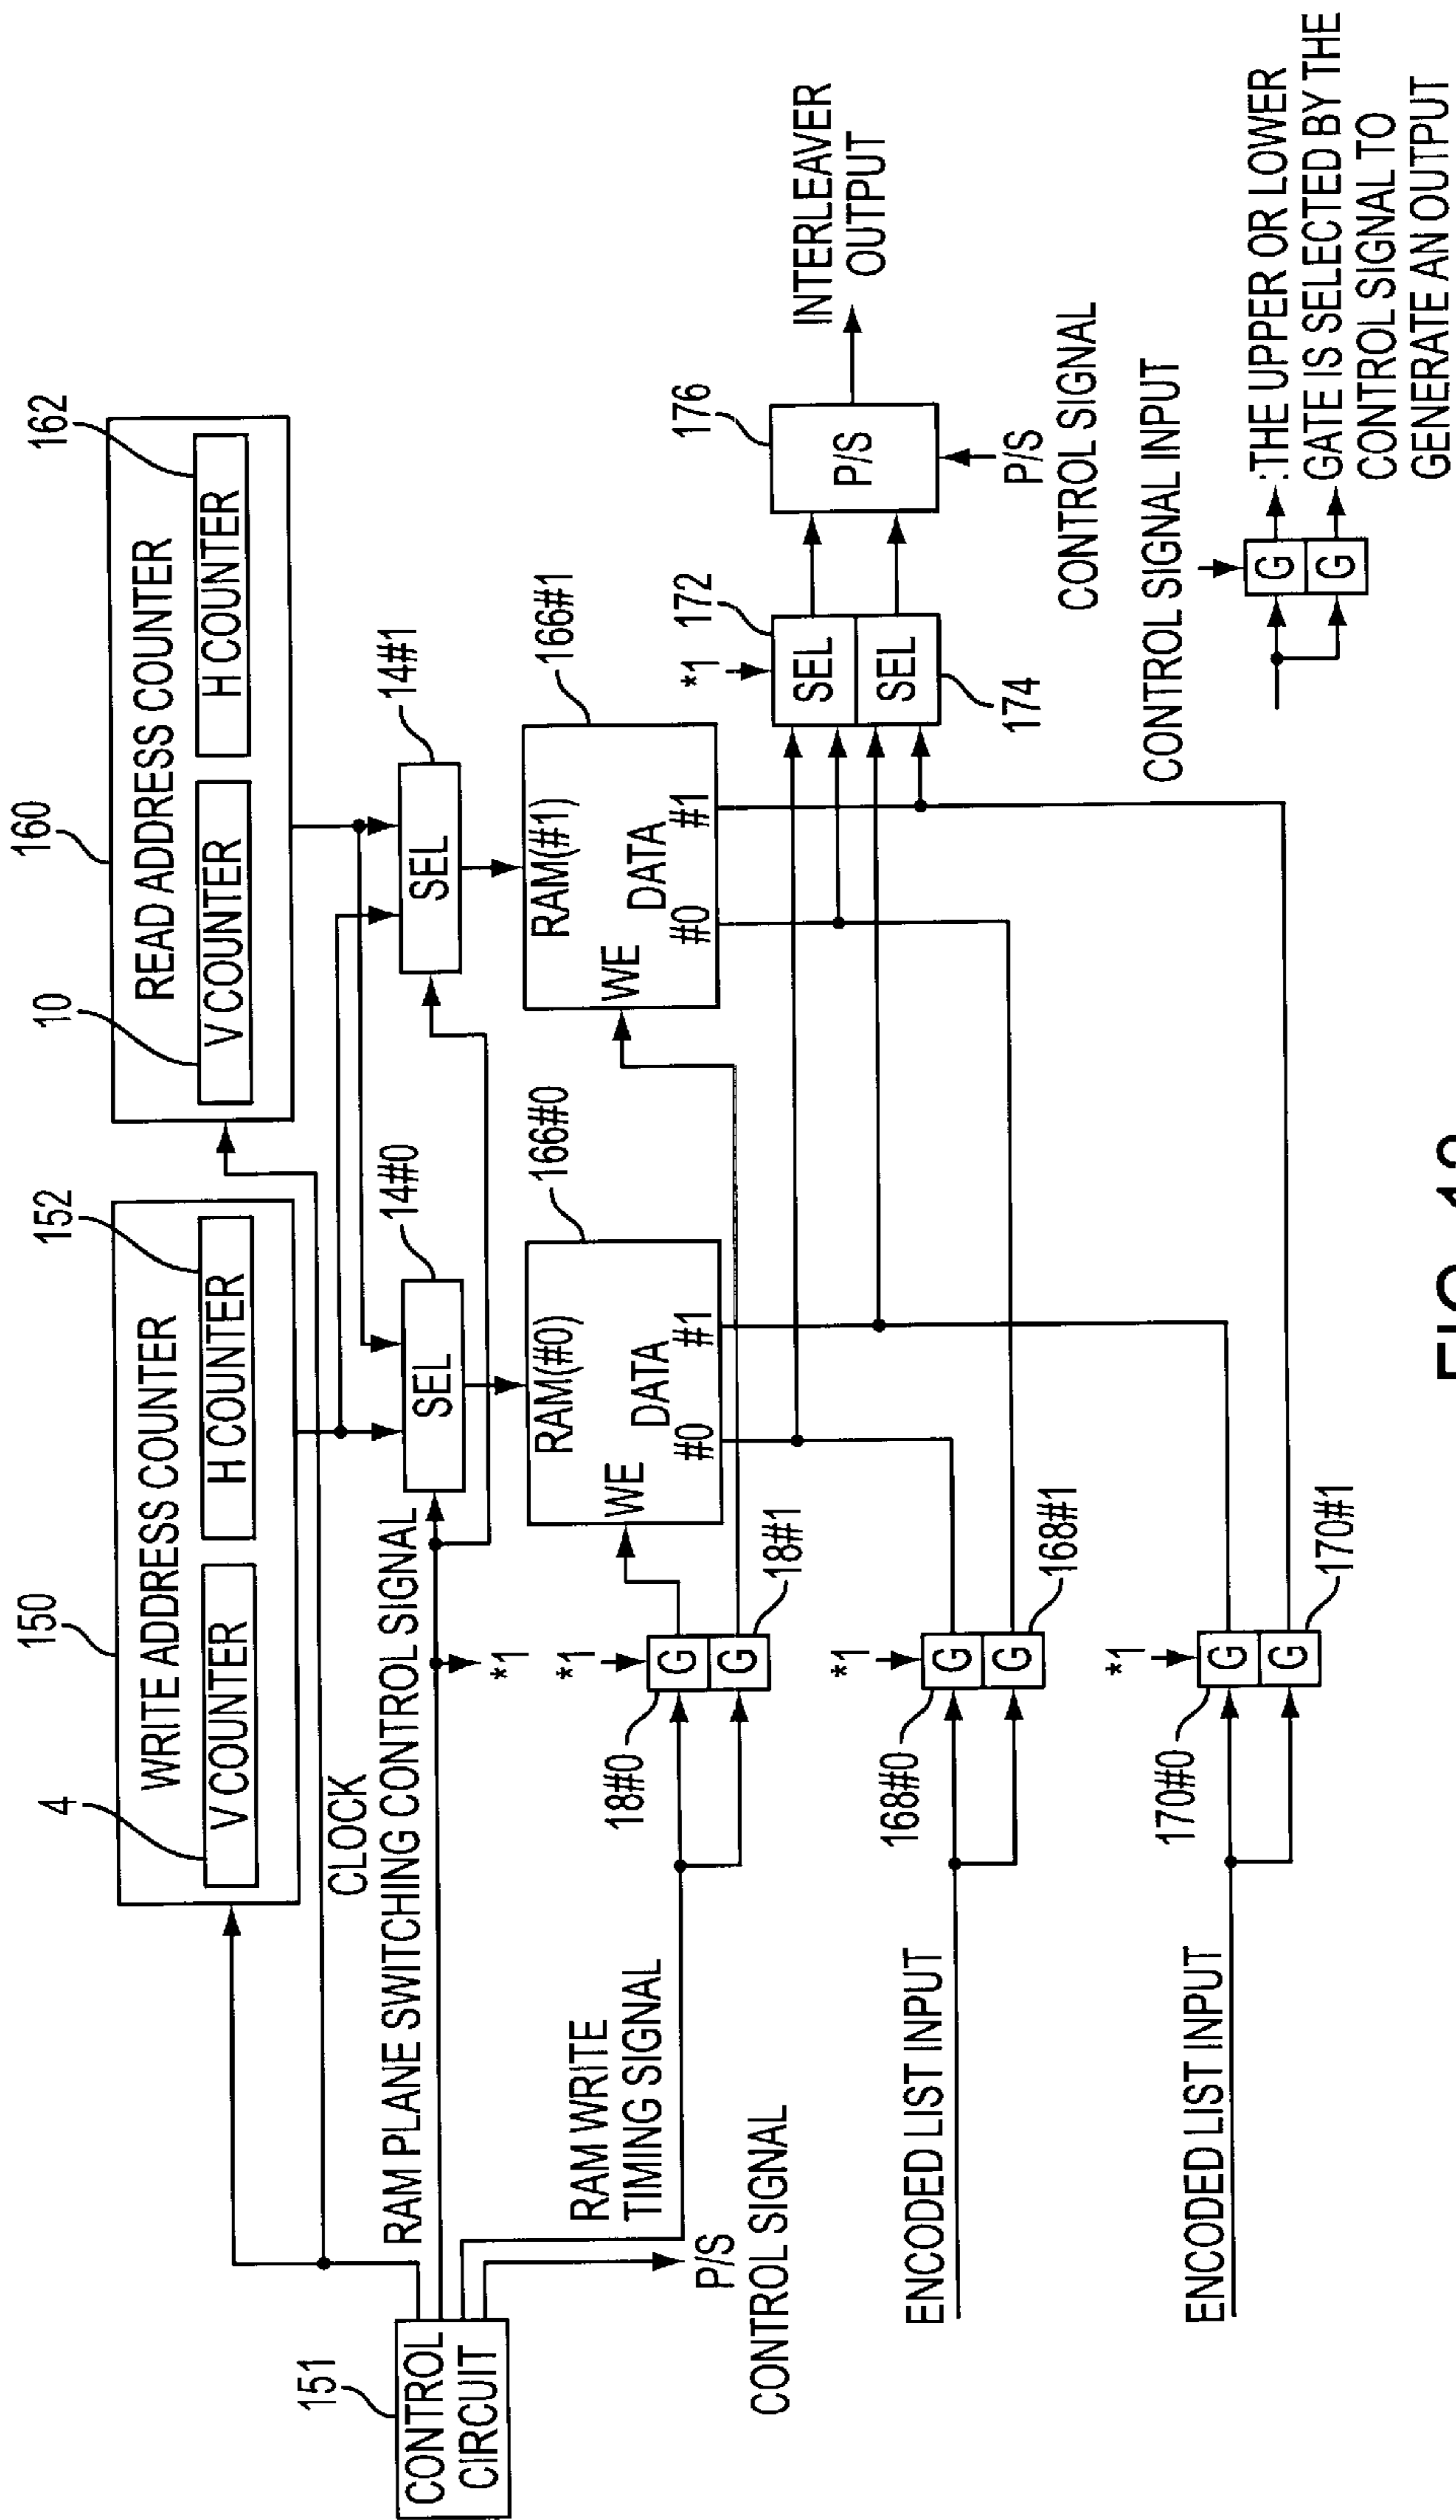 150
160
4
152
10
162
WRITE ADDRESS COUNTER
V COUNTER
H COUNTER
READ ADDRESS COUNTER
V COUNTER
H COUNTER
151
CONTROL
CIRCUIT
CLOCK
RAM PLANE SWITCHING CONTROL SIGNAL
*1
14#0
SEL
14#1
SEL
RAM WRITE
TIMING SIGNAL
P/S
CONTROL SIGNAL
*1
18#0
G
G
18#1
166#0
RAM(#0)
WE
DATA
#0
#1
166#1
RAM(#1)
WE
DATA
#0
#1
*1
172
SEL
SEL
174
176
P/S
P/S
CONTROL SIGNAL
INTERLEAVER
OUTPUT
ENCODED LIST INPUT
*1
168#0
G
G
168#1
ENCODED LIST INPUT
*1
170#0
G
G
170#1
CONTROL SIGNAL INPUT
G
G
:THE UPPER OR LOWER
GATE IS SELECTED BY THE
CONTROL SIGNAL TO
GENERATE AN OUTPUT